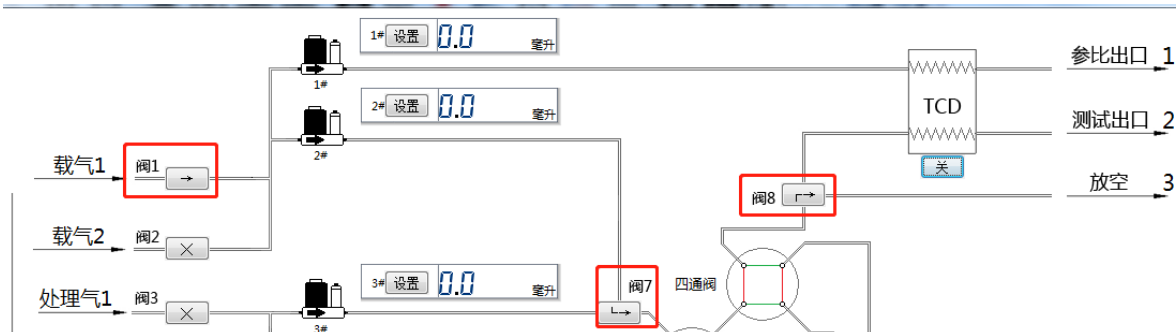 1# 设置 0.0 毫升
1#
参比出口 1
TCD
2# 设置 0.0 毫升
2#
测试出口 2
关
载气1 阀1 →
放空 3
阀8
载气2 阀2
四通阀
处理气1 阀3
3# 设置 0.0 毫升
3#
阀7